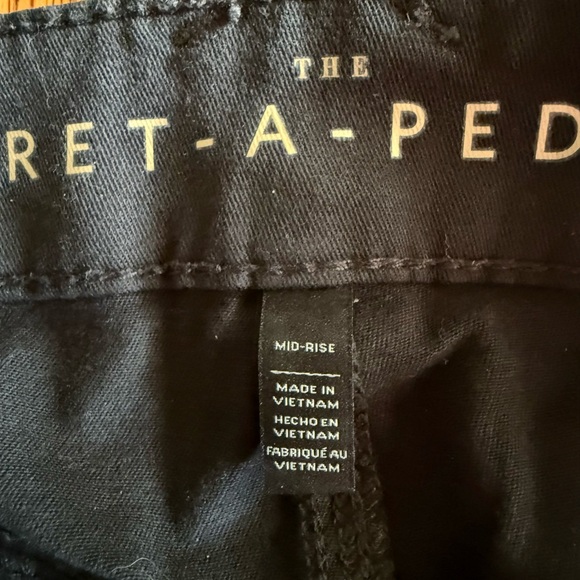 THE
RET-A-PED
MID-RISE
MADE IN
VIETNAM
HECHO EN
VIETNAM
FABRIQUÉ AU
VIETNAM